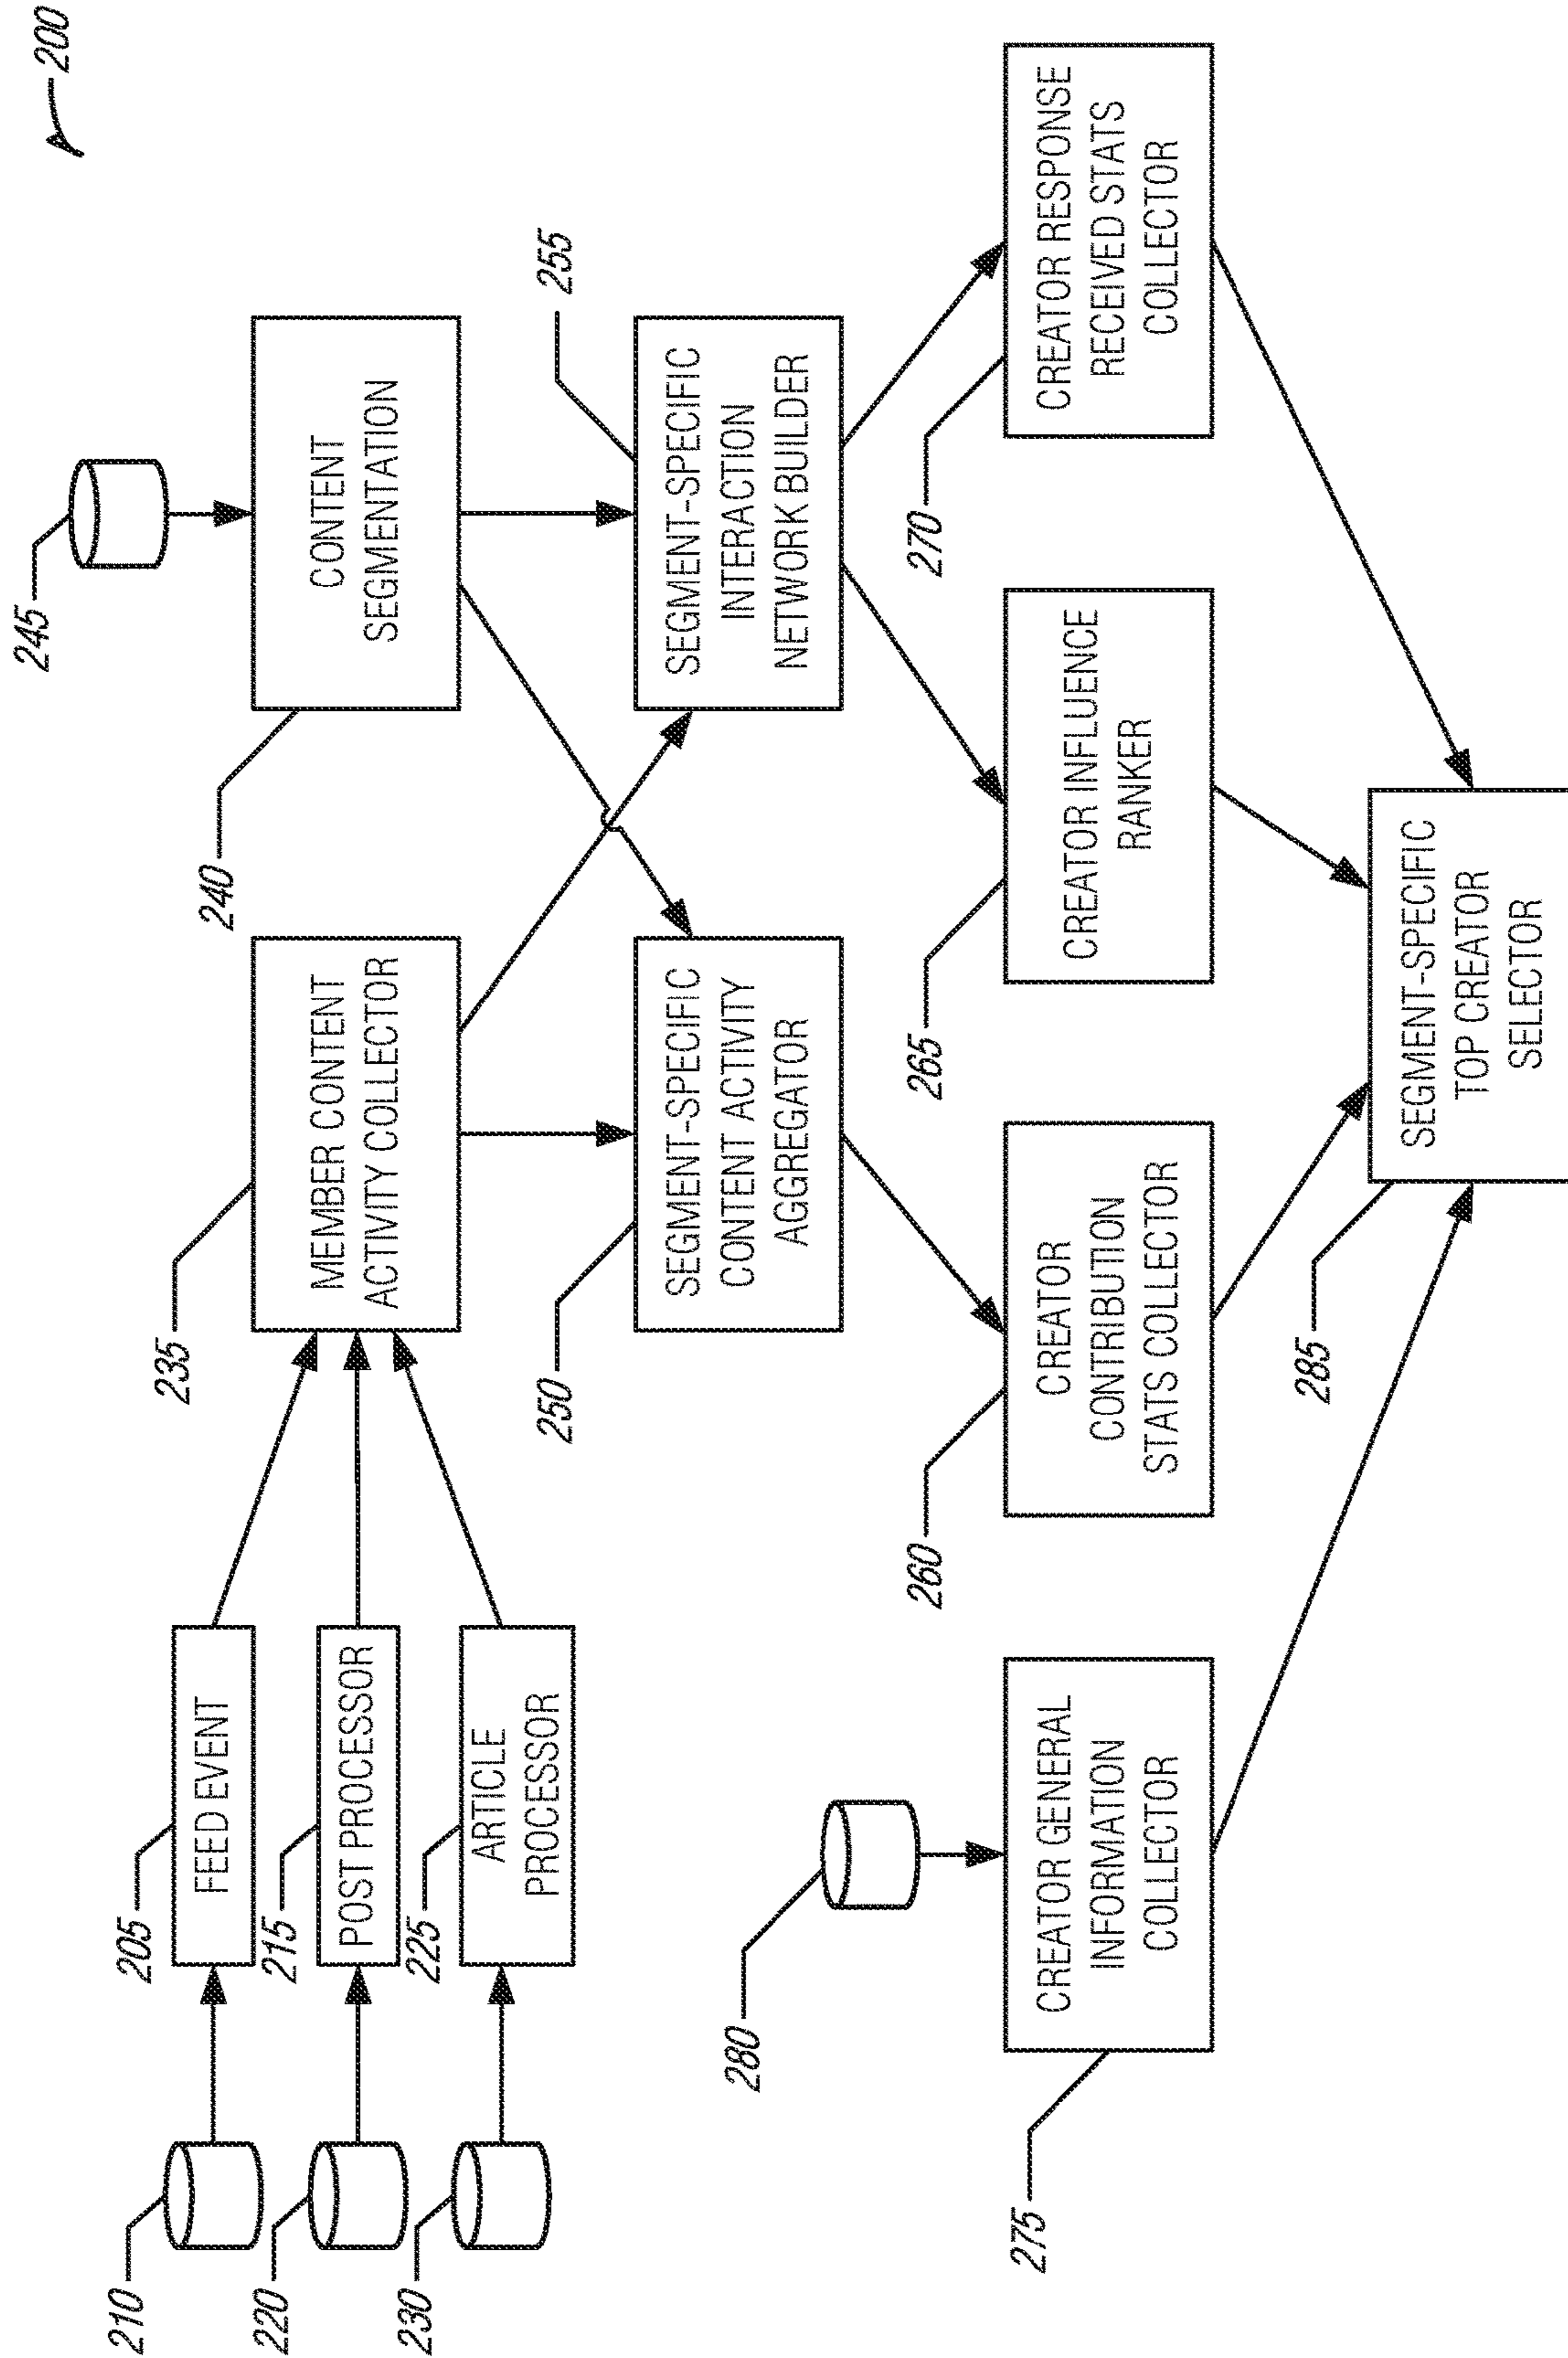 200
210
205
FEED EVENT
220
215
POST PROCESSOR
230
225
ARTICLE
PROCESSOR
235
MEMBER CONTENT
ACTIVITY COLLECTOR
240
245
CONTENT
SEGMENTATION
250
SEGMENT-SPECIFIC
CONTENT ACTIVITY
AGGREGATOR
255
SEGMENT-SPECIFIC
INTERACTION
NETWORK BUILDER
280
275
CREATOR GENERAL
INFORMATION
COLLECTOR
260
CREATOR
CONTRIBUTION
STATS COLLECTOR
265
CREATOR INFLUENCE
RANKER
270
CREATOR RESPONSE
RECEIVED STATS
COLLECTOR
285
SEGMENT-SPECIFIC
TOP CREATOR
SELECTOR